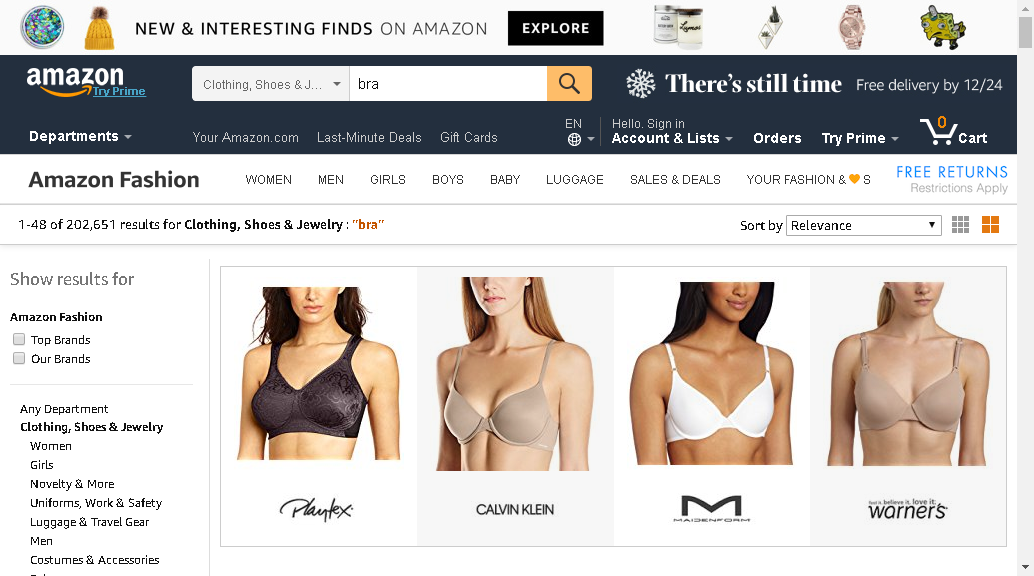 NEW & INTERESTING FINDS ON AMAZON EXPLORE
amazon
Try Prime
Clothing, Shoes & J...
bra
There's still time Free delivery by 12/24
Departments
Your Amazon.com Last-Minute Deals Gift Cards
EN
Hello. Sign in
Account & Lists
Orders
Try Prime
0
Cart
Amazon Fashion
WOMEN MEN GIRLS BOYS BABY LUGGAGE SALES & DEALS YOUR FASHION & S
FREE RETURNS
Restrictions Apply
1-48 of 202,651 results for Clothing, Shoes & Jewelry : "bra"
Sort by Relevance
Show results for
Amazon Fashion
Top Brands
Our Brands
Any Department
Clothing, Shoes & Jewelry
Women
Girls
Novelty & More
Uniforms, Work & Safety
Luggage & Travel Gear
Men
Costumes & Accessories
Playtex
CALVIN KLEIN
M
MAIDENFORM
feel it, believe it, love it:
warner's